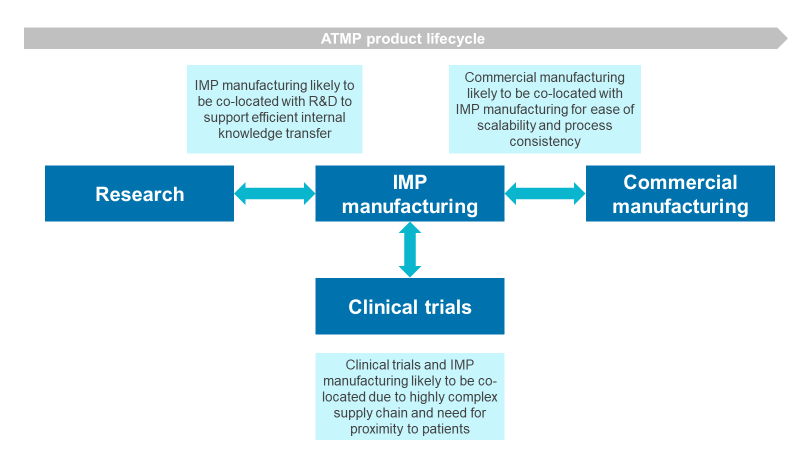 ATMP product lifecycle
IMP manufacturing likely to
be co-located with R&D to
support efficient internal
knowledge transfer
Commercial manufacturing
likely to be co-located with
IMP manufacturing for ease of
scalability and process
consistency
Research
IMP
manufacturing
Commercial
manufacturing
Clinical trials
Clinical trials and IMP
manufacturing likely to be co-
located due to highly complex
supply chain and need for
proximity to patients